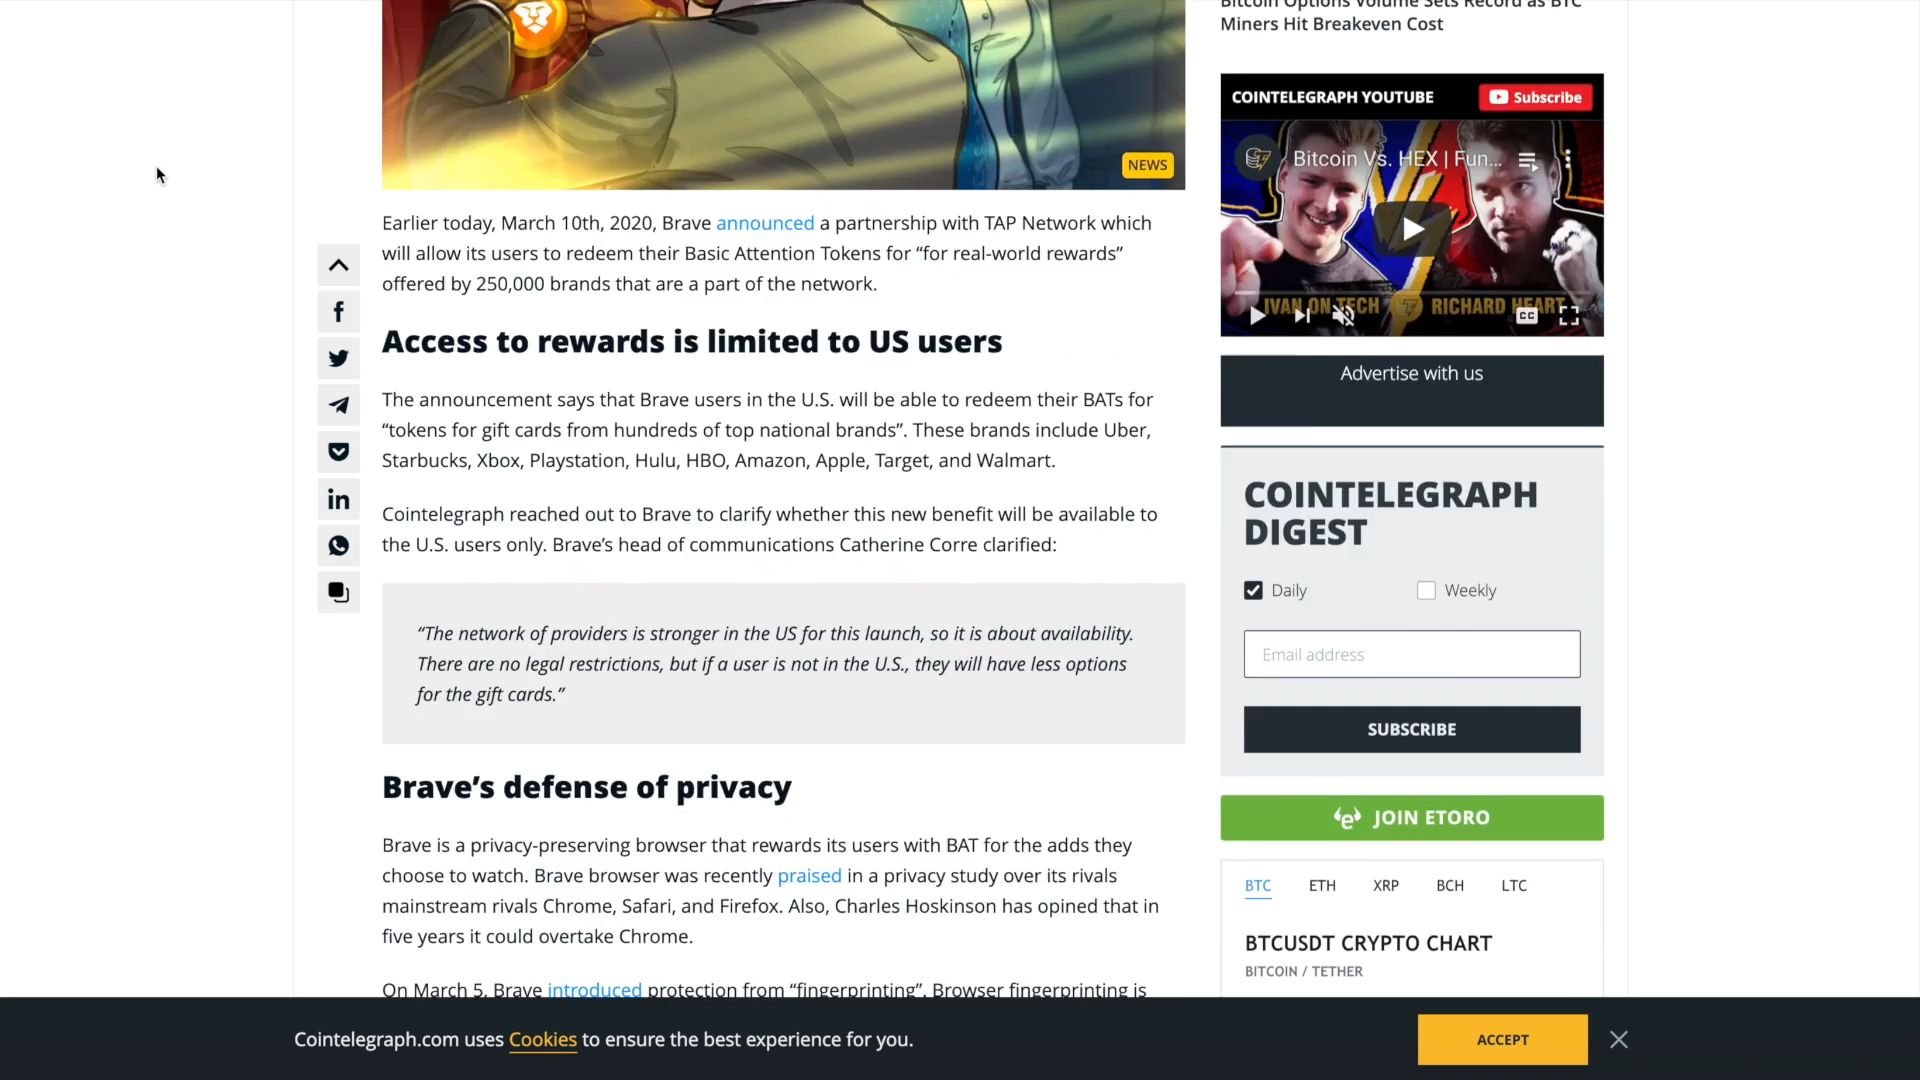 Bitcoin Options Volume Sets Record as BTC
Miners Hit Breakeven Cost
COINTELEGRAPH YOUTUBE
Subscribe
Bitcoin Vs. HEX | Fun...
IVAN ON TECH
RICHARD HEART
CC
NEWS
Earlier today, March 10th, 2020, Brave announced a partnership with TAP Network which
will allow its users to redeem their Basic Attention Tokens for “for real-world rewards”
offered by 250,000 brands that are a part of the network.
Access to rewards is limited to US users
The announcement says that Brave users in the U.S. will be able to redeem their BATs for
“tokens for gift cards from hundreds of top national brands”. These brands include Uber,
Starbucks, Xbox, Playstation, Hulu, HBO, Amazon, Apple, Target, and Walmart.
Cointelegraph reached out to Brave to clarify whether this new benefit will be available to
the U.S. users only. Brave’s head of communications Catherine Corre clarified:
“The network of providers is stronger in the US for this launch, so it is about availability.
There are no legal restrictions, but if a user is not in the U.S., they will have less options
for the gift cards.”
Brave’s defense of privacy
Brave is a privacy-preserving browser that rewards its users with BAT for the adds they
choose to watch. Brave browser was recently praised in a privacy study over its rivals
mainstream rivals Chrome, Safari, and Firefox. Also, Charles Hoskinson has opined that in
five years it could overtake Chrome.
On March 5, Brave introduced protection from “fingerprinting”. Browser fingerprinting is
Advertise with us
COINTELEGRAPH
DIGEST
Daily
Weekly
Email address
SUBSCRIBE
JOIN ETORO
BTC ETH XRP BCH LTC
BTCUSDT CRYPTO CHART
BITCOIN / TETHER
Cointelegraph.com uses Cookies to ensure the best experience for you.
ACCEPT